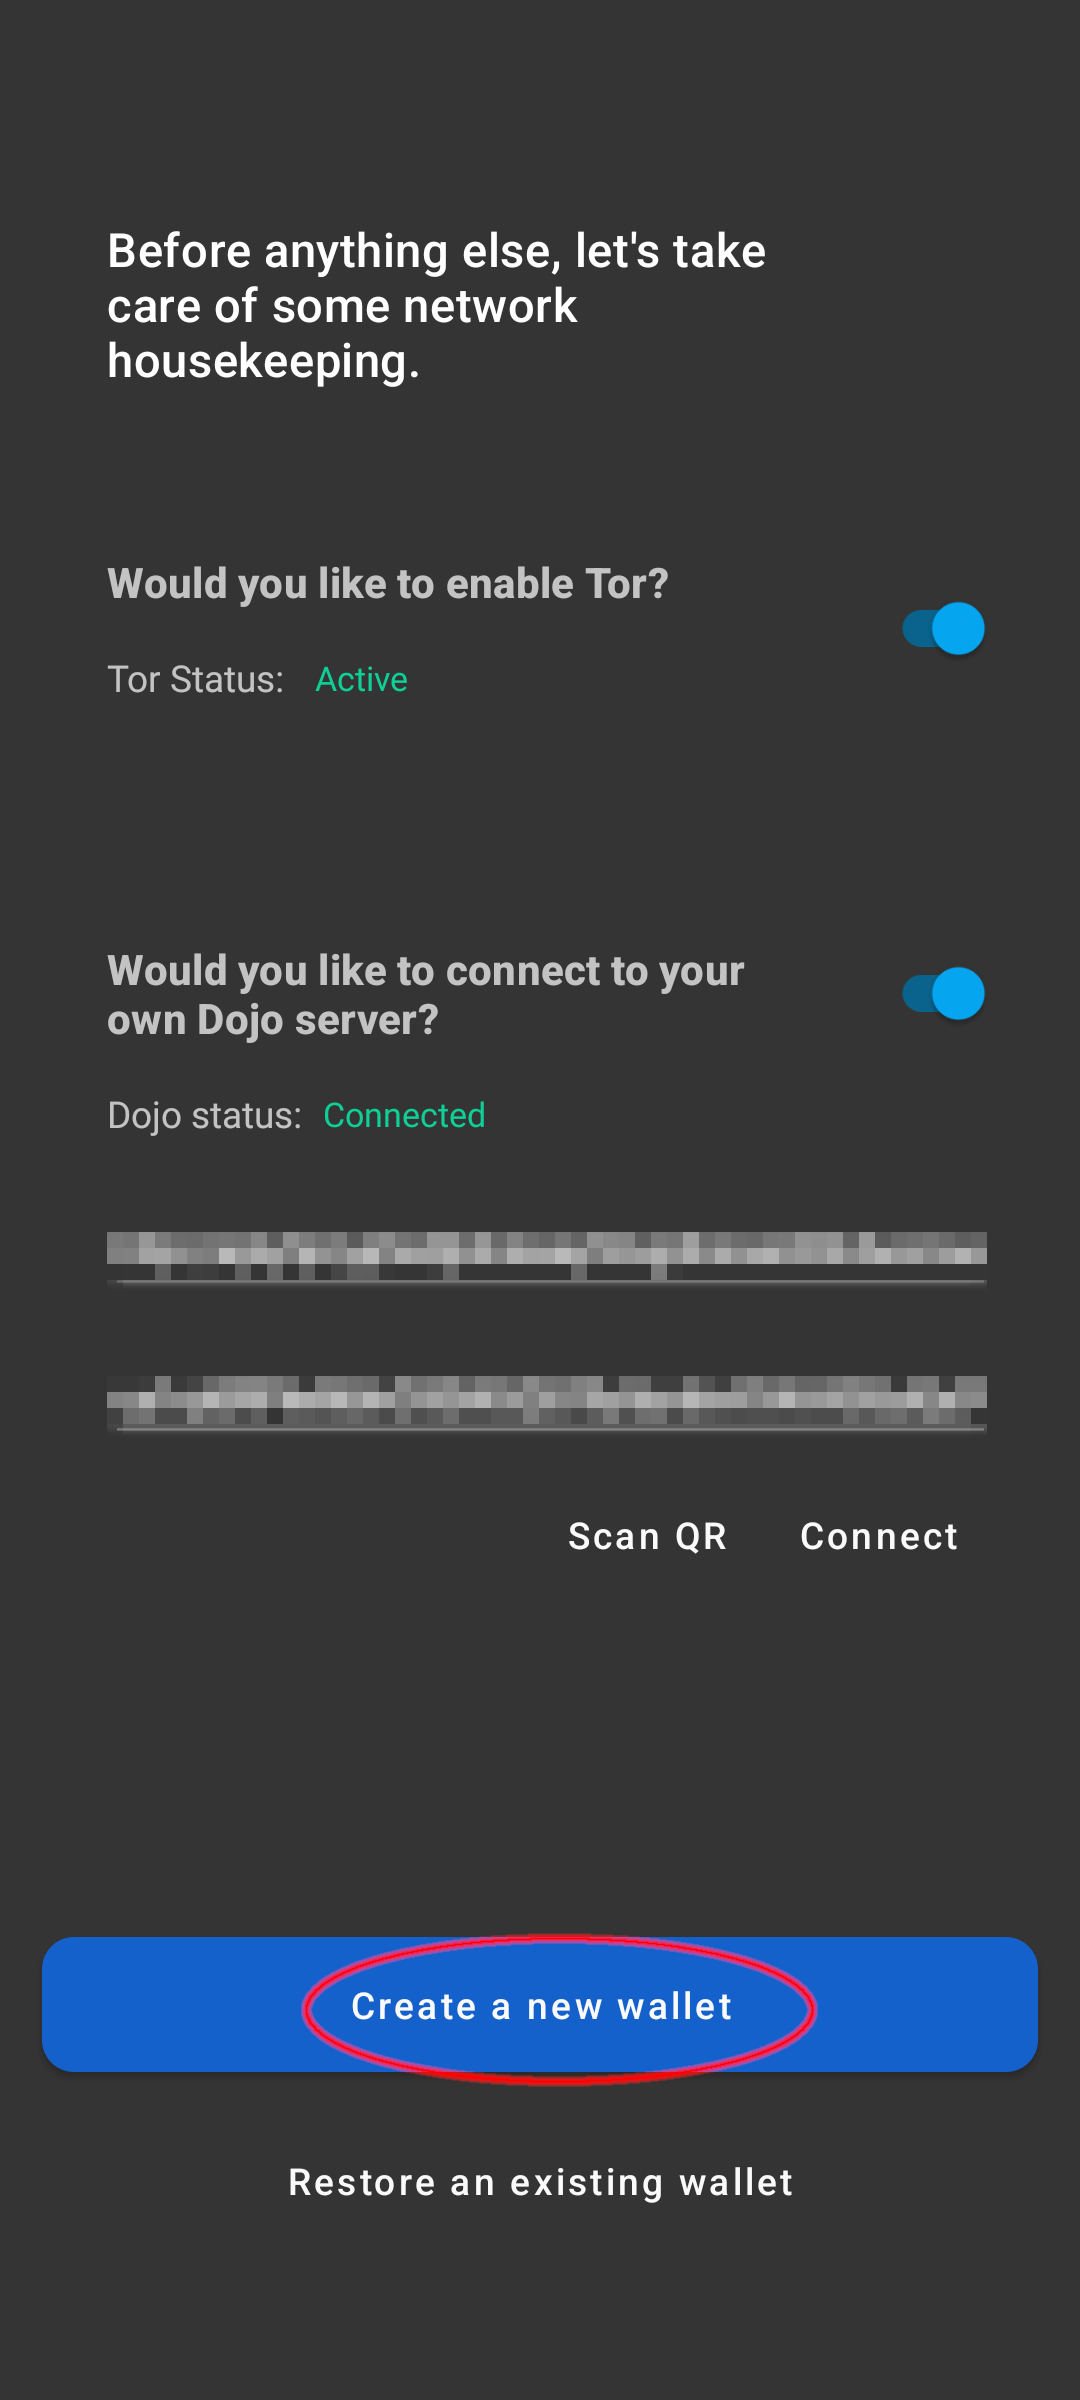 Before anything else, let's take
care of some network
housekeeping.
Would you like to enable Tor?
Tor Status: Active
Would you like to connect to your
own Dojo server?
Dojo status: Connected
Scan QR Connect
Create a new wallet
Restore an existing wallet